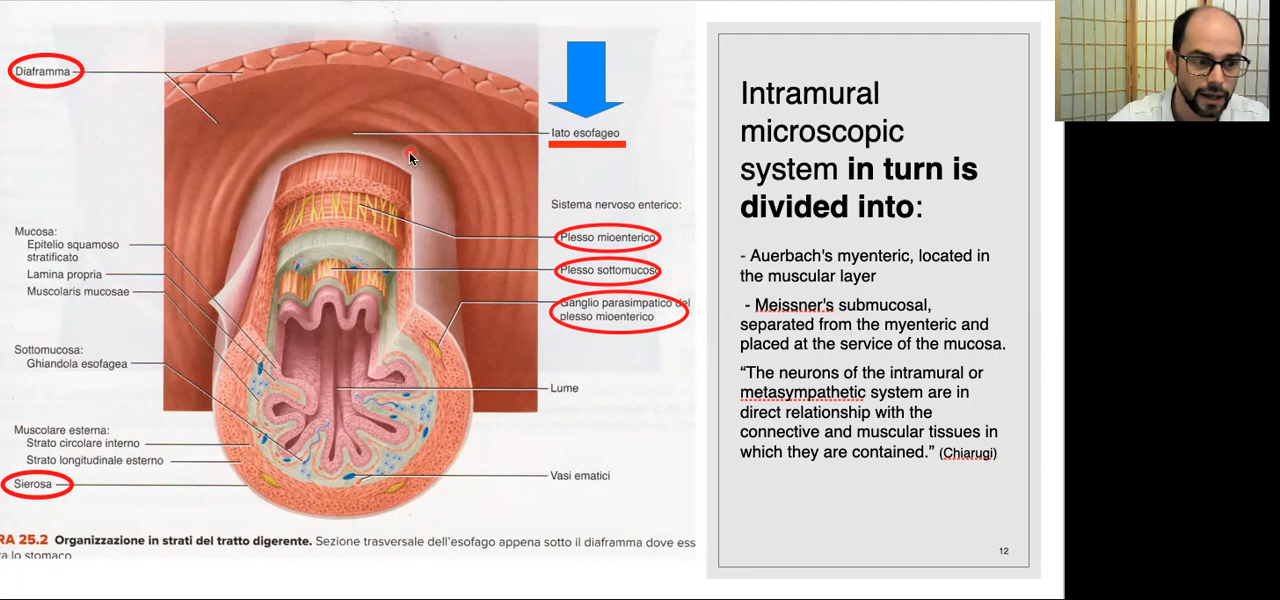 Diaframma
Iato esofageo
Sistema nervoso enterico:
Plesso mioenterico
Plesso sottomucoso
Ganglio parasimpatico del
plesso mioenterico
Mucosa:
Epitelio squamoso
stratificato
Lamina propria
Muscolaris mucosae
Sottomucosa:
Ghiandola esofagea
Lume
Muscolare esterna:
Strato circolare interno
Strato longitudinale esterno
Sierosa
Vasi ematici
RA 25.2 Organizzazione in strati del tratto digerente. Sezione trasversale dell'esofago appena sotto il diaframma dove ess
ra lo stomaco
Intramural
microscopic
system in turn is
divided into:
- Auerbach's myenteric, located in
the muscular layer
- Meissner's submucosal,
separated from the myenteric and
placed at the service of the mucosa.
“The neurons of the intramural or
metasympathetic system are in
direct relationship with the
connective and muscular tissues in
which they are contained.” (Chiarugi)
12